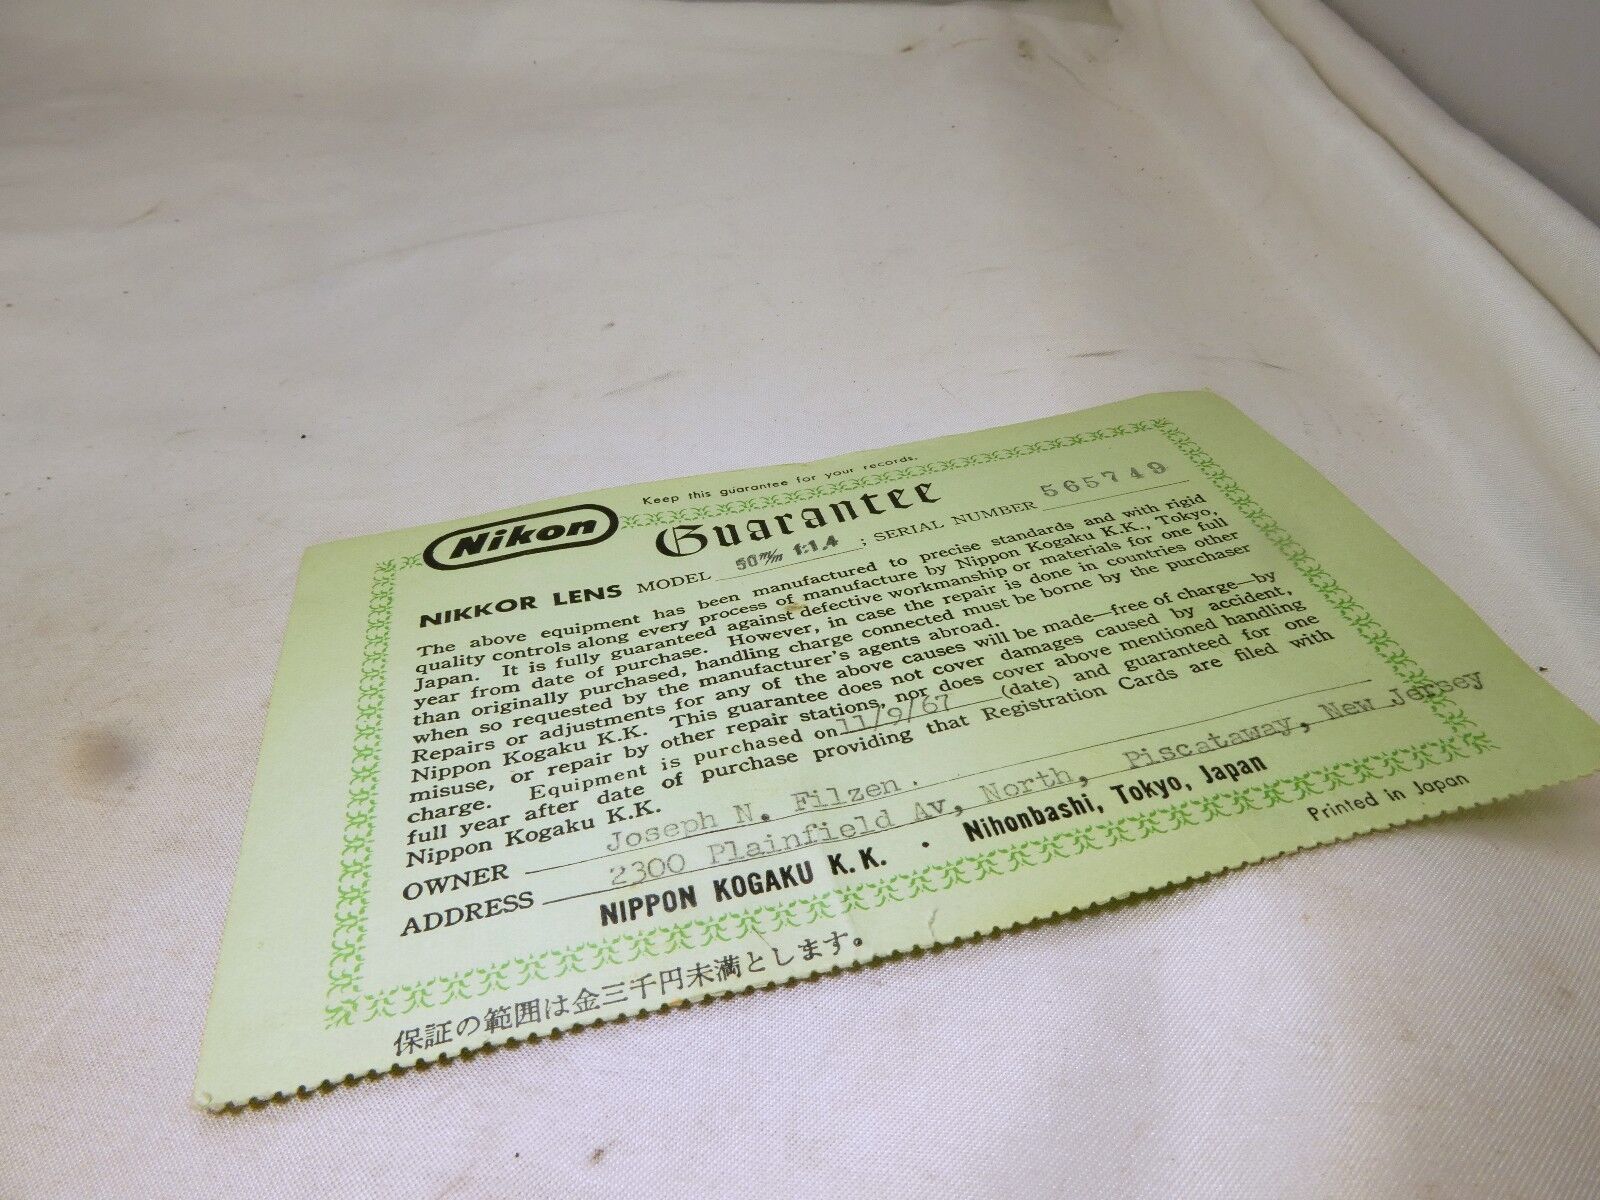 Keep this guarantee for your records.
Nikon
Guarantee
NIKKOR LENS MODEL 50 m/m f:1.4 ; SERIAL NUMBER 565749
The above equipment has been manufactured to precise standards and with rigid
quality controls along every process of manufacture by Nippon Kogaku K.K., Tokyo,
Japan. It is fully guaranteed against defective workmanship or materials for one full
year from date of purchase. However, in case the repair is done in countries other
than originally purchased, handling charge connected must be borne by the purchaser
when so requested by the manufacturer's agents abroad.
Repairs or adjustments for any of the above causes will be made—free of charge—by
Nippon Kogaku K.K. This guarantee does not cover damages caused by accident,
misuse, or repair by other repair stations, nor does cover above mentioned handling
charge. Equipment is purchased on 11/9/67 (date) and guaranteed for one
full year after date of purchase providing that Registration Cards are filed with
Nippon Kogaku K.K.
OWNER Joseph N. Filzen.
ADDRESS 2300 Plainfield Av, North, Piscataway, New Jersey
NIPPON KOGAKU K.K. · Nihonbashi, Tokyo, Japan
Printed in Japan
保証の範囲は金三千円未満とします。